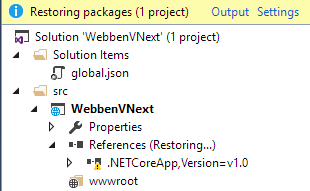 Restoring packages (1 project) Output Settings
Solution 'WebbenVNext' (1 project)
Solution Items
global.json
src
WebbenVNext
Properties
References (Restoring...)
.NETCoreApp,Version=v1.0
wwwroot